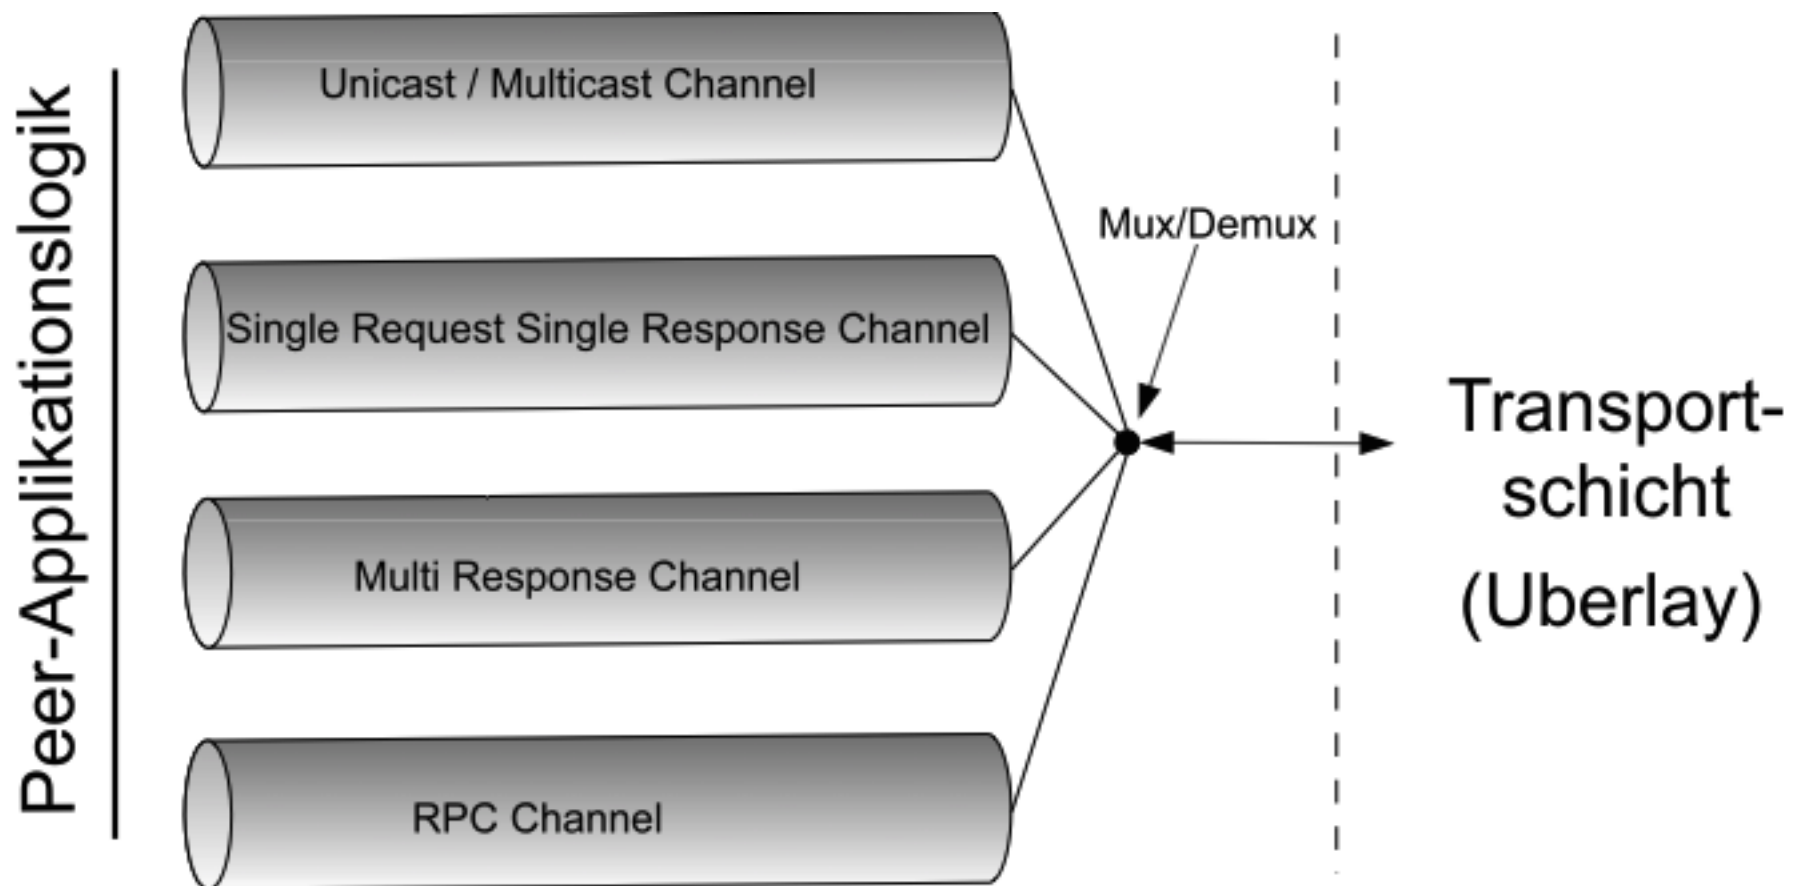 Peer-Applikationslogik
Unicast / Multicast Channel
Mux/Demux
Single Request Single Response Channel
Transport-
schicht
(Uberlay)
Multi Response Channel
RPC Channel